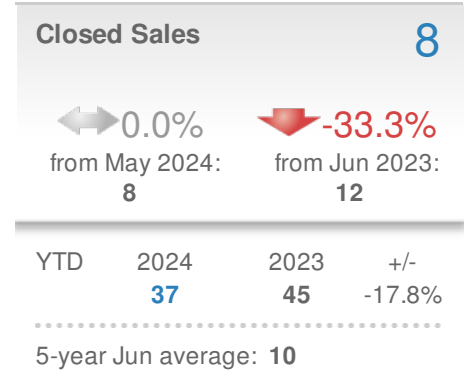 Closed Sales 8
0.0% -33.3%
from May 2024: from Jun 2023:
8 12
YTD 2024 2023 +/-
37 45 -17.8%
5-year Jun average: 10